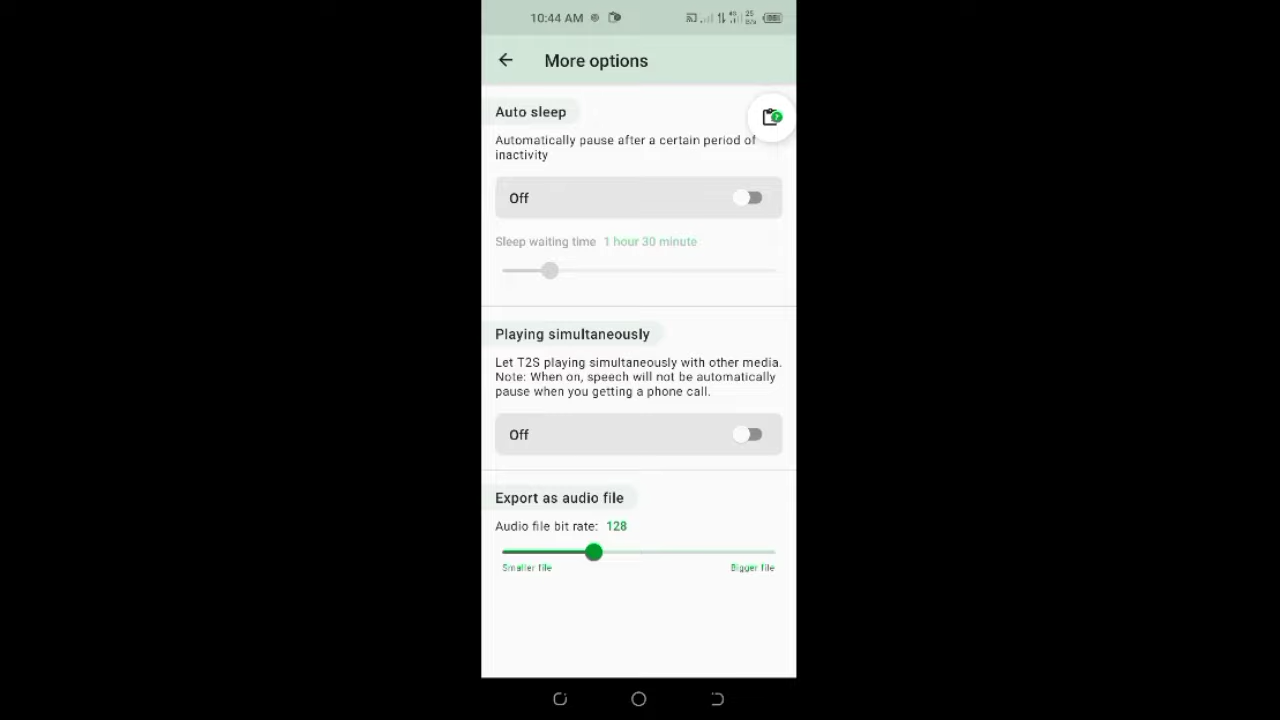 10:44 AM
More options
Auto sleep
Automatically pause after a certain period of
inactivity
Off
Sleep waiting time 1 hour 30 minute
Playing simultaneously
Let T2S playing simultaneously with other media.
Note: When on, speech will not be automatically
pause when you getting a phone call.
Off
Export as audio file
Audio file bit rate: 128
Smaller file
Bigger file